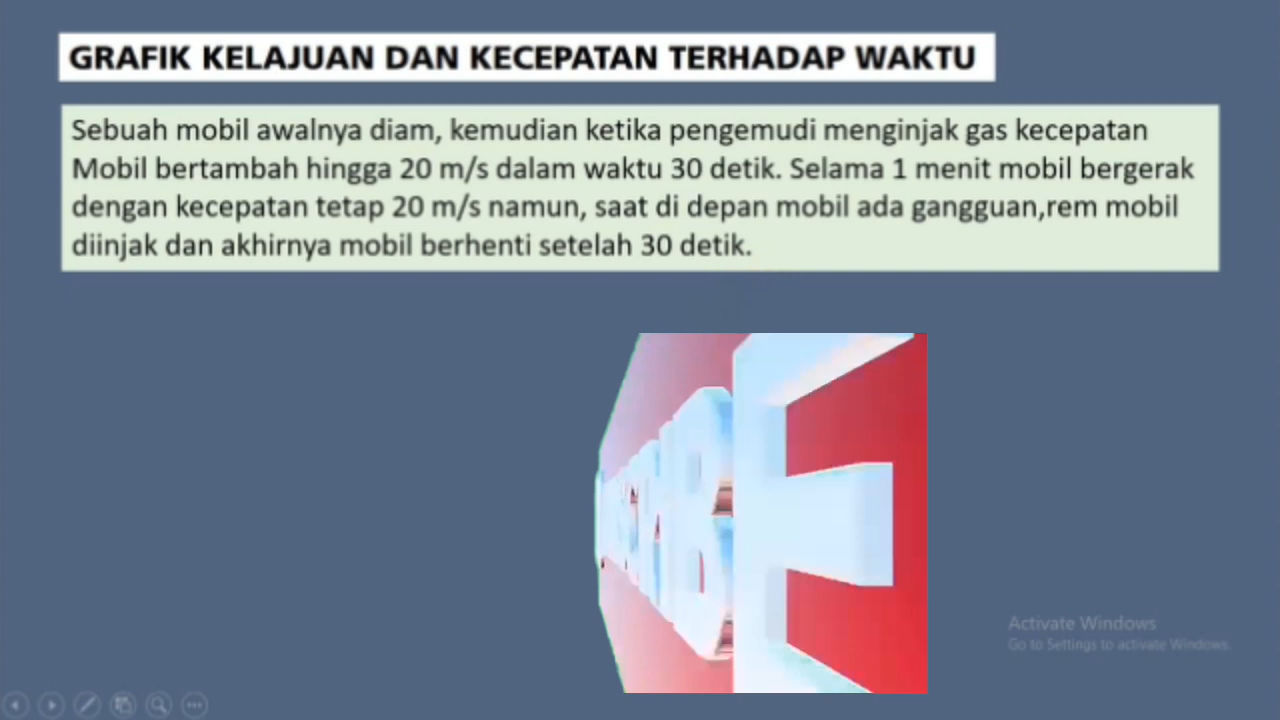 GRAFIK KELAJUAN DAN KECEPATAN TERHADAP WAKTU
Sebuah mobil awalnya diam, kemudian ketika pengemudi menginjak gas kecepatan
Mobil bertambah hingga 20 m/s dalam waktu 30 detik. Selama 1 menit mobil bergerak
dengan kecepatan tetap 20 m/s namun, saat di depan mobil ada gangguan,rem mobil
diinjak dan akhirnya mobil berhenti setelah 30 detik.
Activate Windows
Go to Settings to activate Windows.